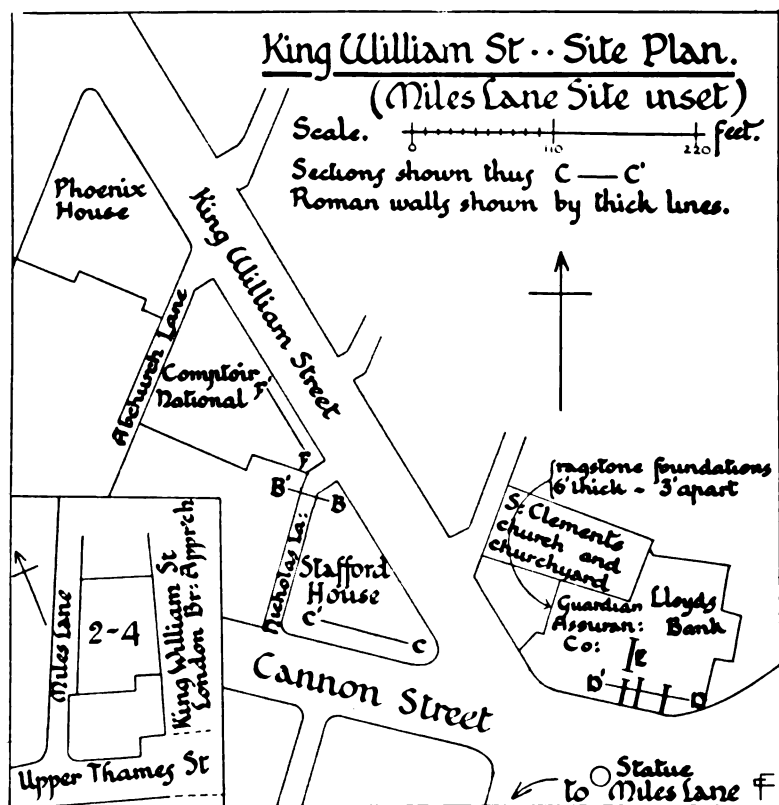 King William St .. Site Plan.
(Miles Lane Site inset)
Scale.
0
110
220
feet.
Sections shown thus C — C'
Roman walls shown by thick lines.
Phoenix
House
King William Street
Abchurch Lane
Comptoir
National
F'
F
B'
B
Nicholas La:
Stafford
House
C'
C
ragstone foundations
6' thick - 3' apart
St Clements
church and
churchyard
Guardian
Assuran:
Co:
Lloyds
Bank
E
D'
D
Cannon Street
Miles Lane
2-4
King William St
London Br: Appr'ch
Upper Thames St
Statue
to Miles Lane